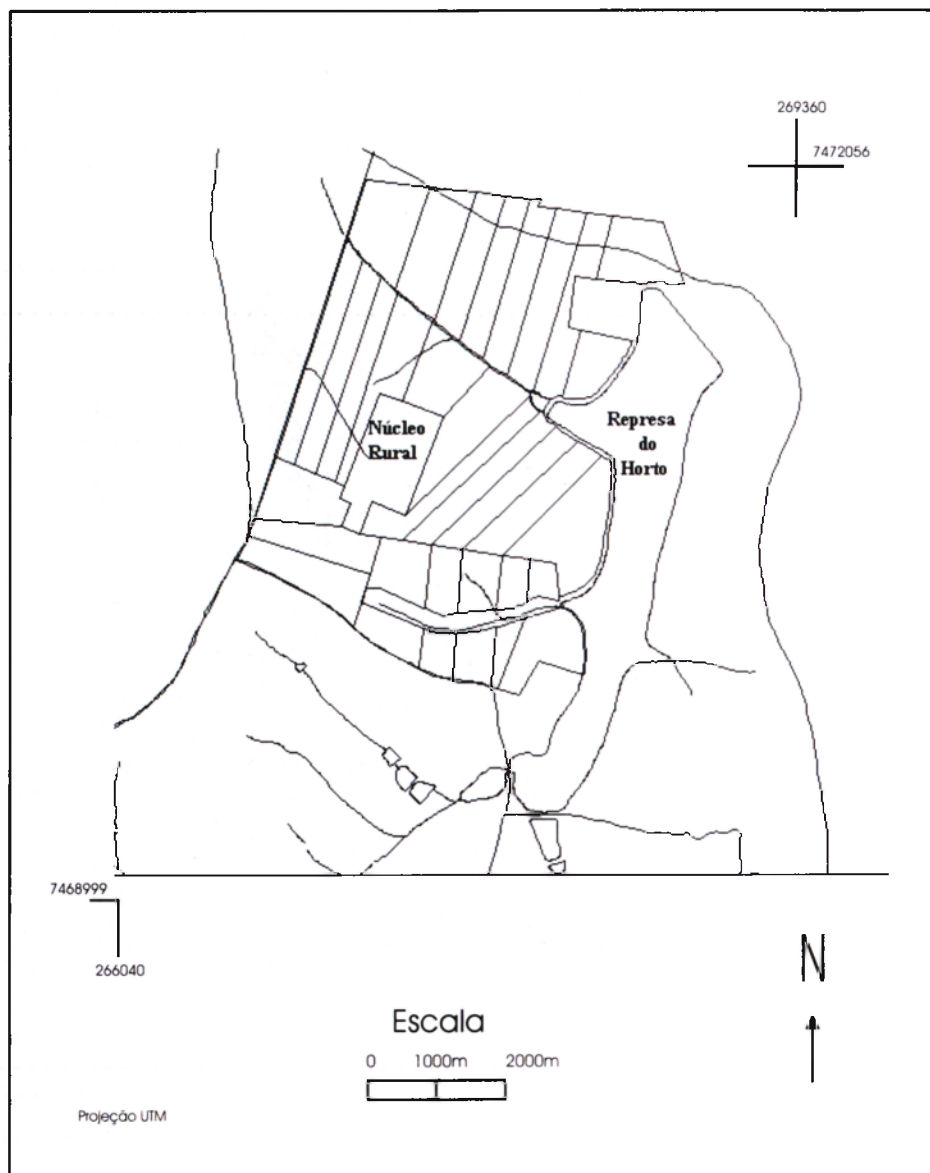 269360
7472056
Núcleo
Rural
Represa
do
Horto
7468999
266040
N
Escala
0 1000m 2000m
Projeção UTM